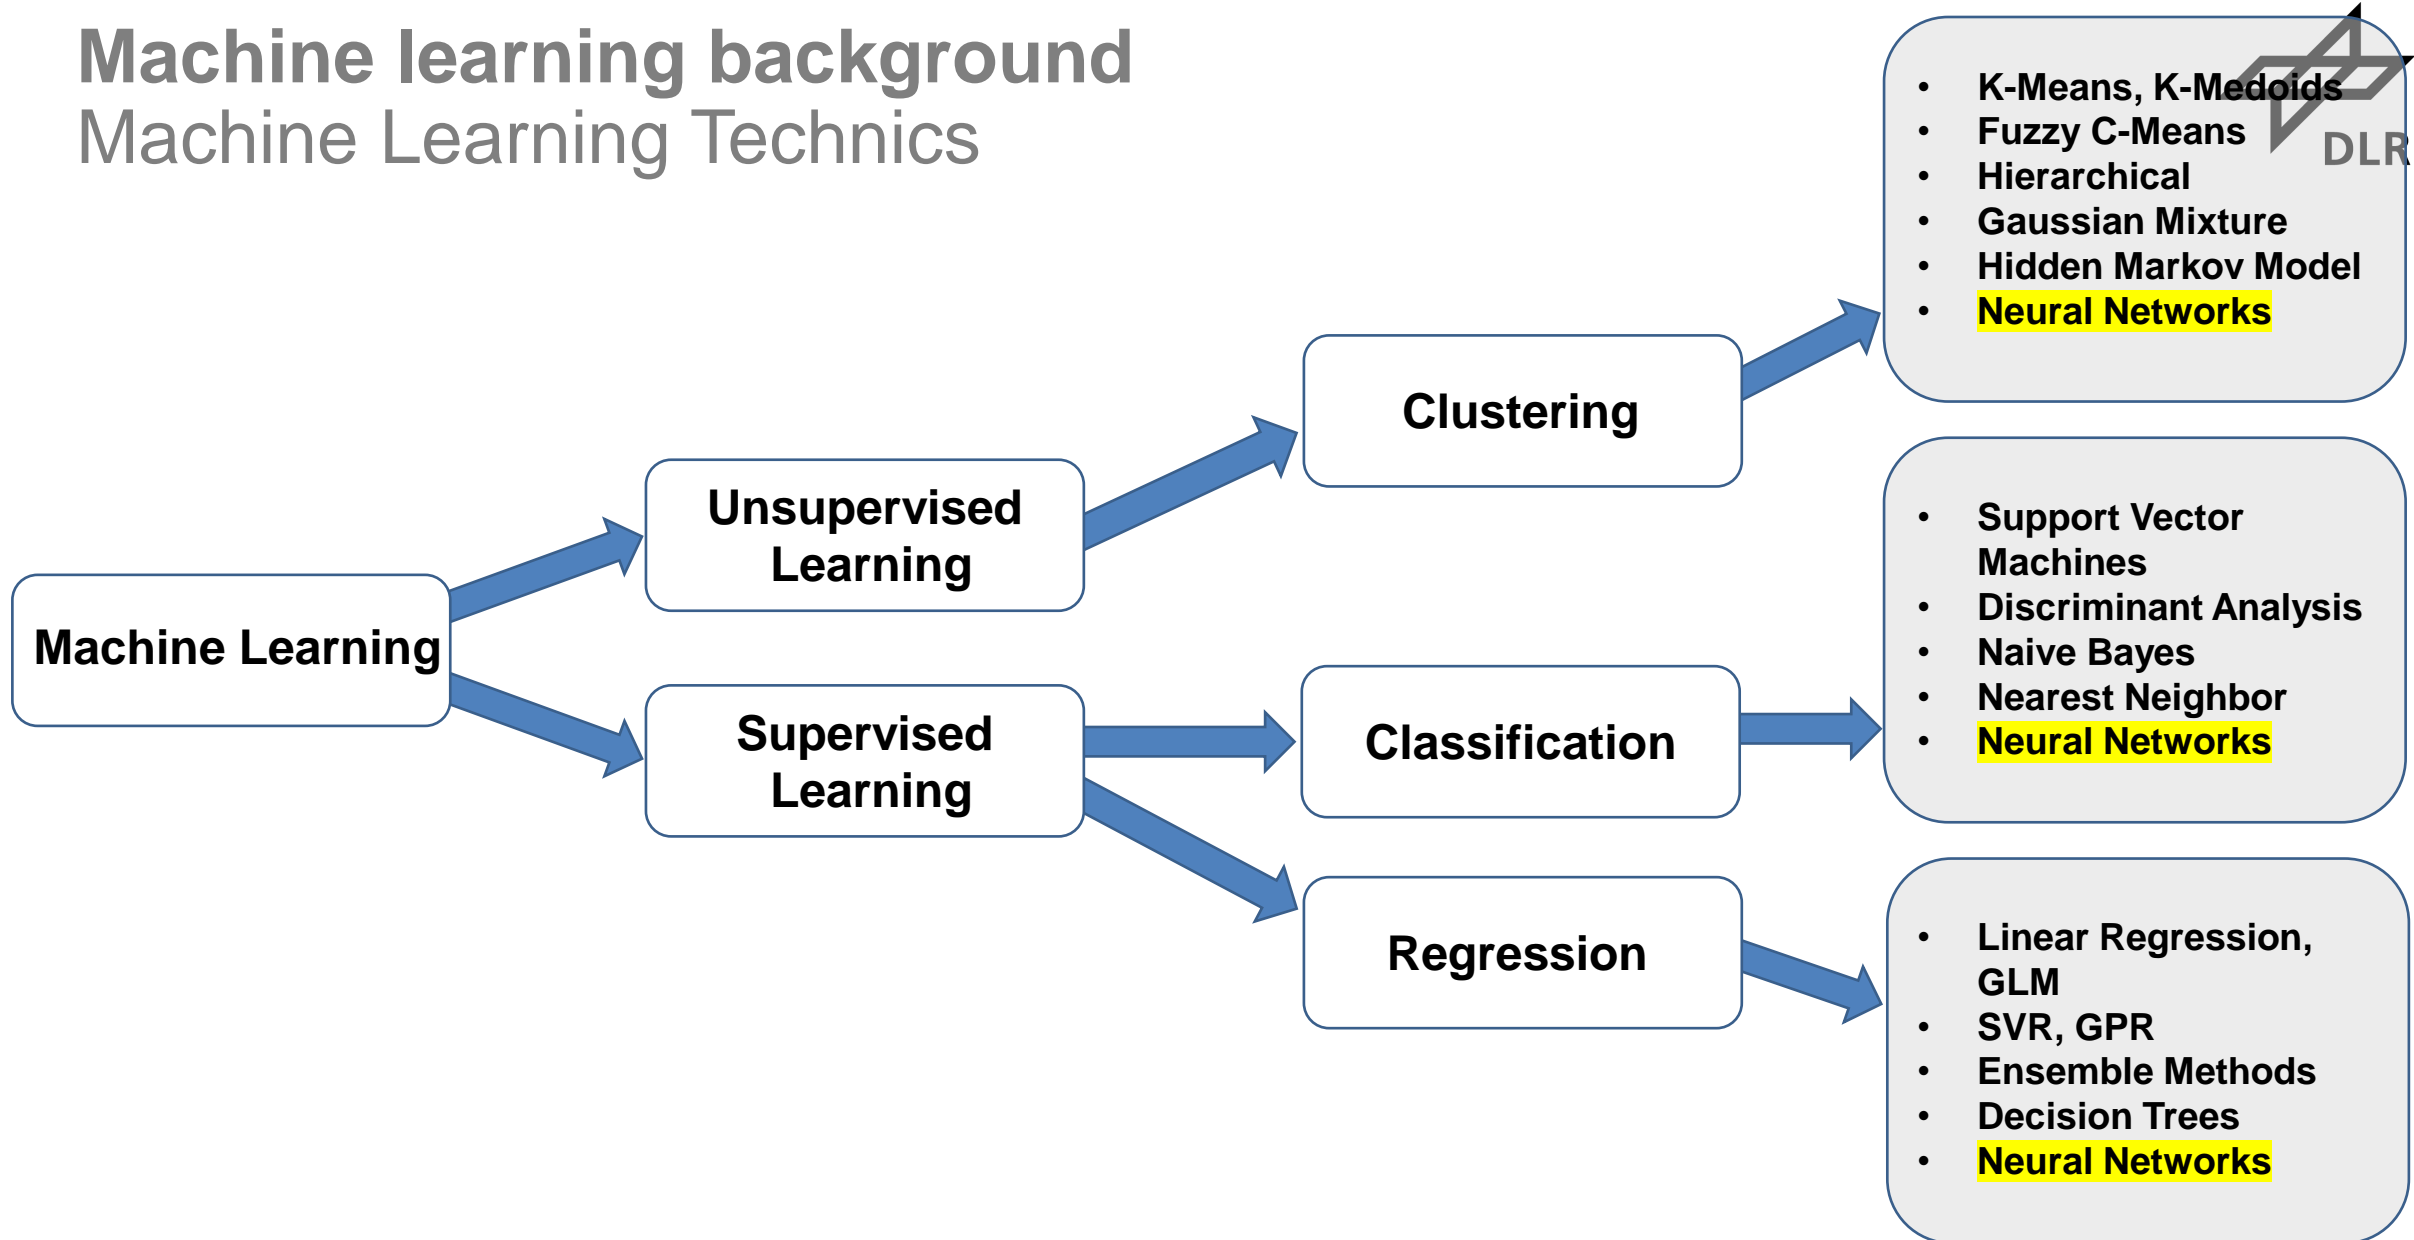 Machine learning background
Machine Learning Technics
DLR
Machine Learning
Unsupervised
Learning
Supervised
Learning
Clustering
Classification
Regression
• K-Means, K-Medoids
• Fuzzy C-Means
• Hierarchical
• Gaussian Mixture
• Hidden Markov Model
• Neural Networks
• Support Vector
Machines
• Discriminant Analysis
• Naive Bayes
• Nearest Neighbor
• Neural Networks
• Linear Regression,
GLM
• SVR, GPR
• Ensemble Methods
• Decision Trees
• Neural Networks